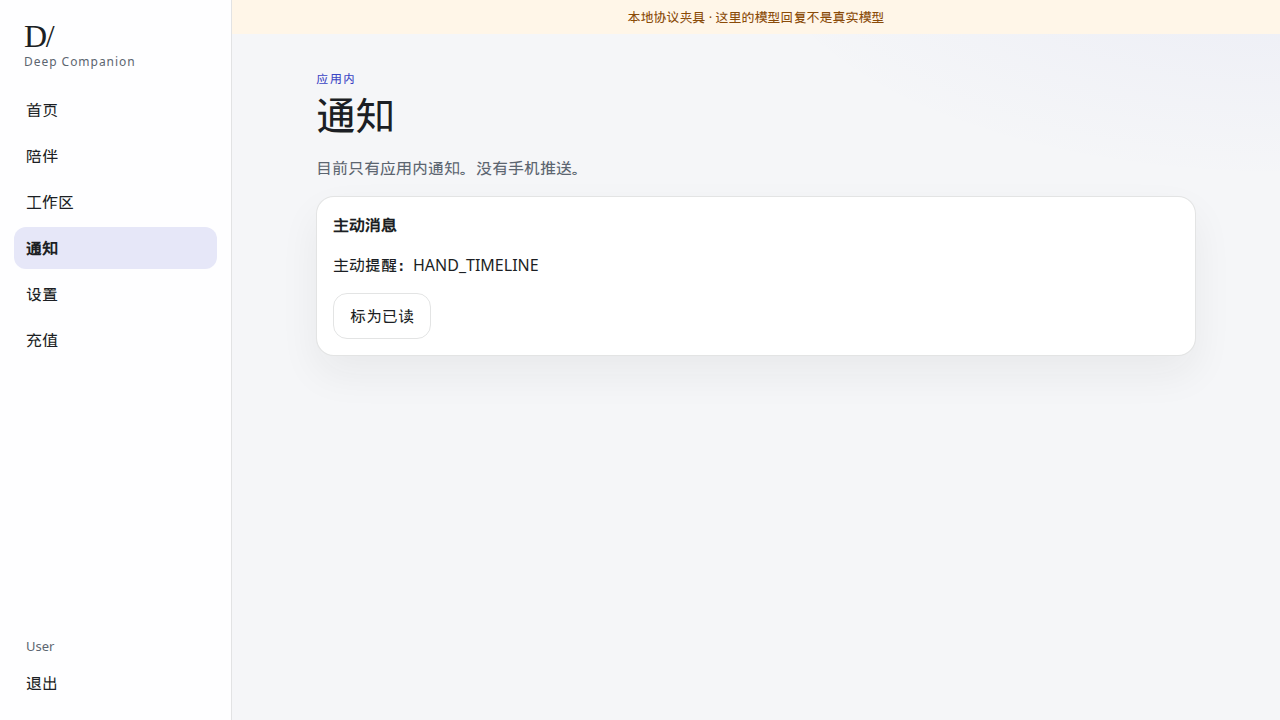 D/
Deep Companion
首页
陪伴
工作区
通知
设置
充值
User
退出
本地协议夹具 · 这里的模型回复不是真实模型
应用内
通知
目前只有应用内通知。没有手机推送。
主动消息
主动提醒：HAND_TIMELINE
标为已读